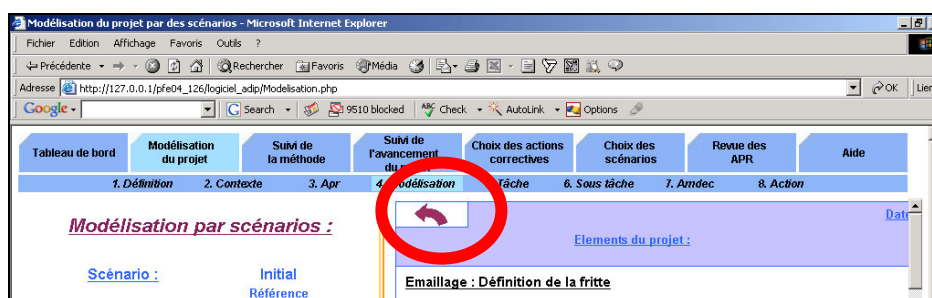 Modélisation du projet par des scénarios - Microsoft Internet Explorer
Fichier Edition Affichage Favoris Outils ?
Précédente Rechercher Favoris Média
Adresse http://127.0.0.1/pfe04_126/logiciel_adip/Modelisation.php OK Lier
Google Search 9510 blocked Check AutoLink Options
Tableau de bord
Modélisation du projet
Suivi de la méthode
Suivi de l'avancement du
Choix des actions correctives
Choix des scénarios
Revue des APR
Aide
1. Définition 2. Contexte 3. Apr 4. Modélisation Tâche 6. Sous tâche 7. Amdec 8. Action
Modélisation par scénarios :
Date
Elements du projet :
Scénario : Initial
Référence
Emaillage : Définition de la fritte